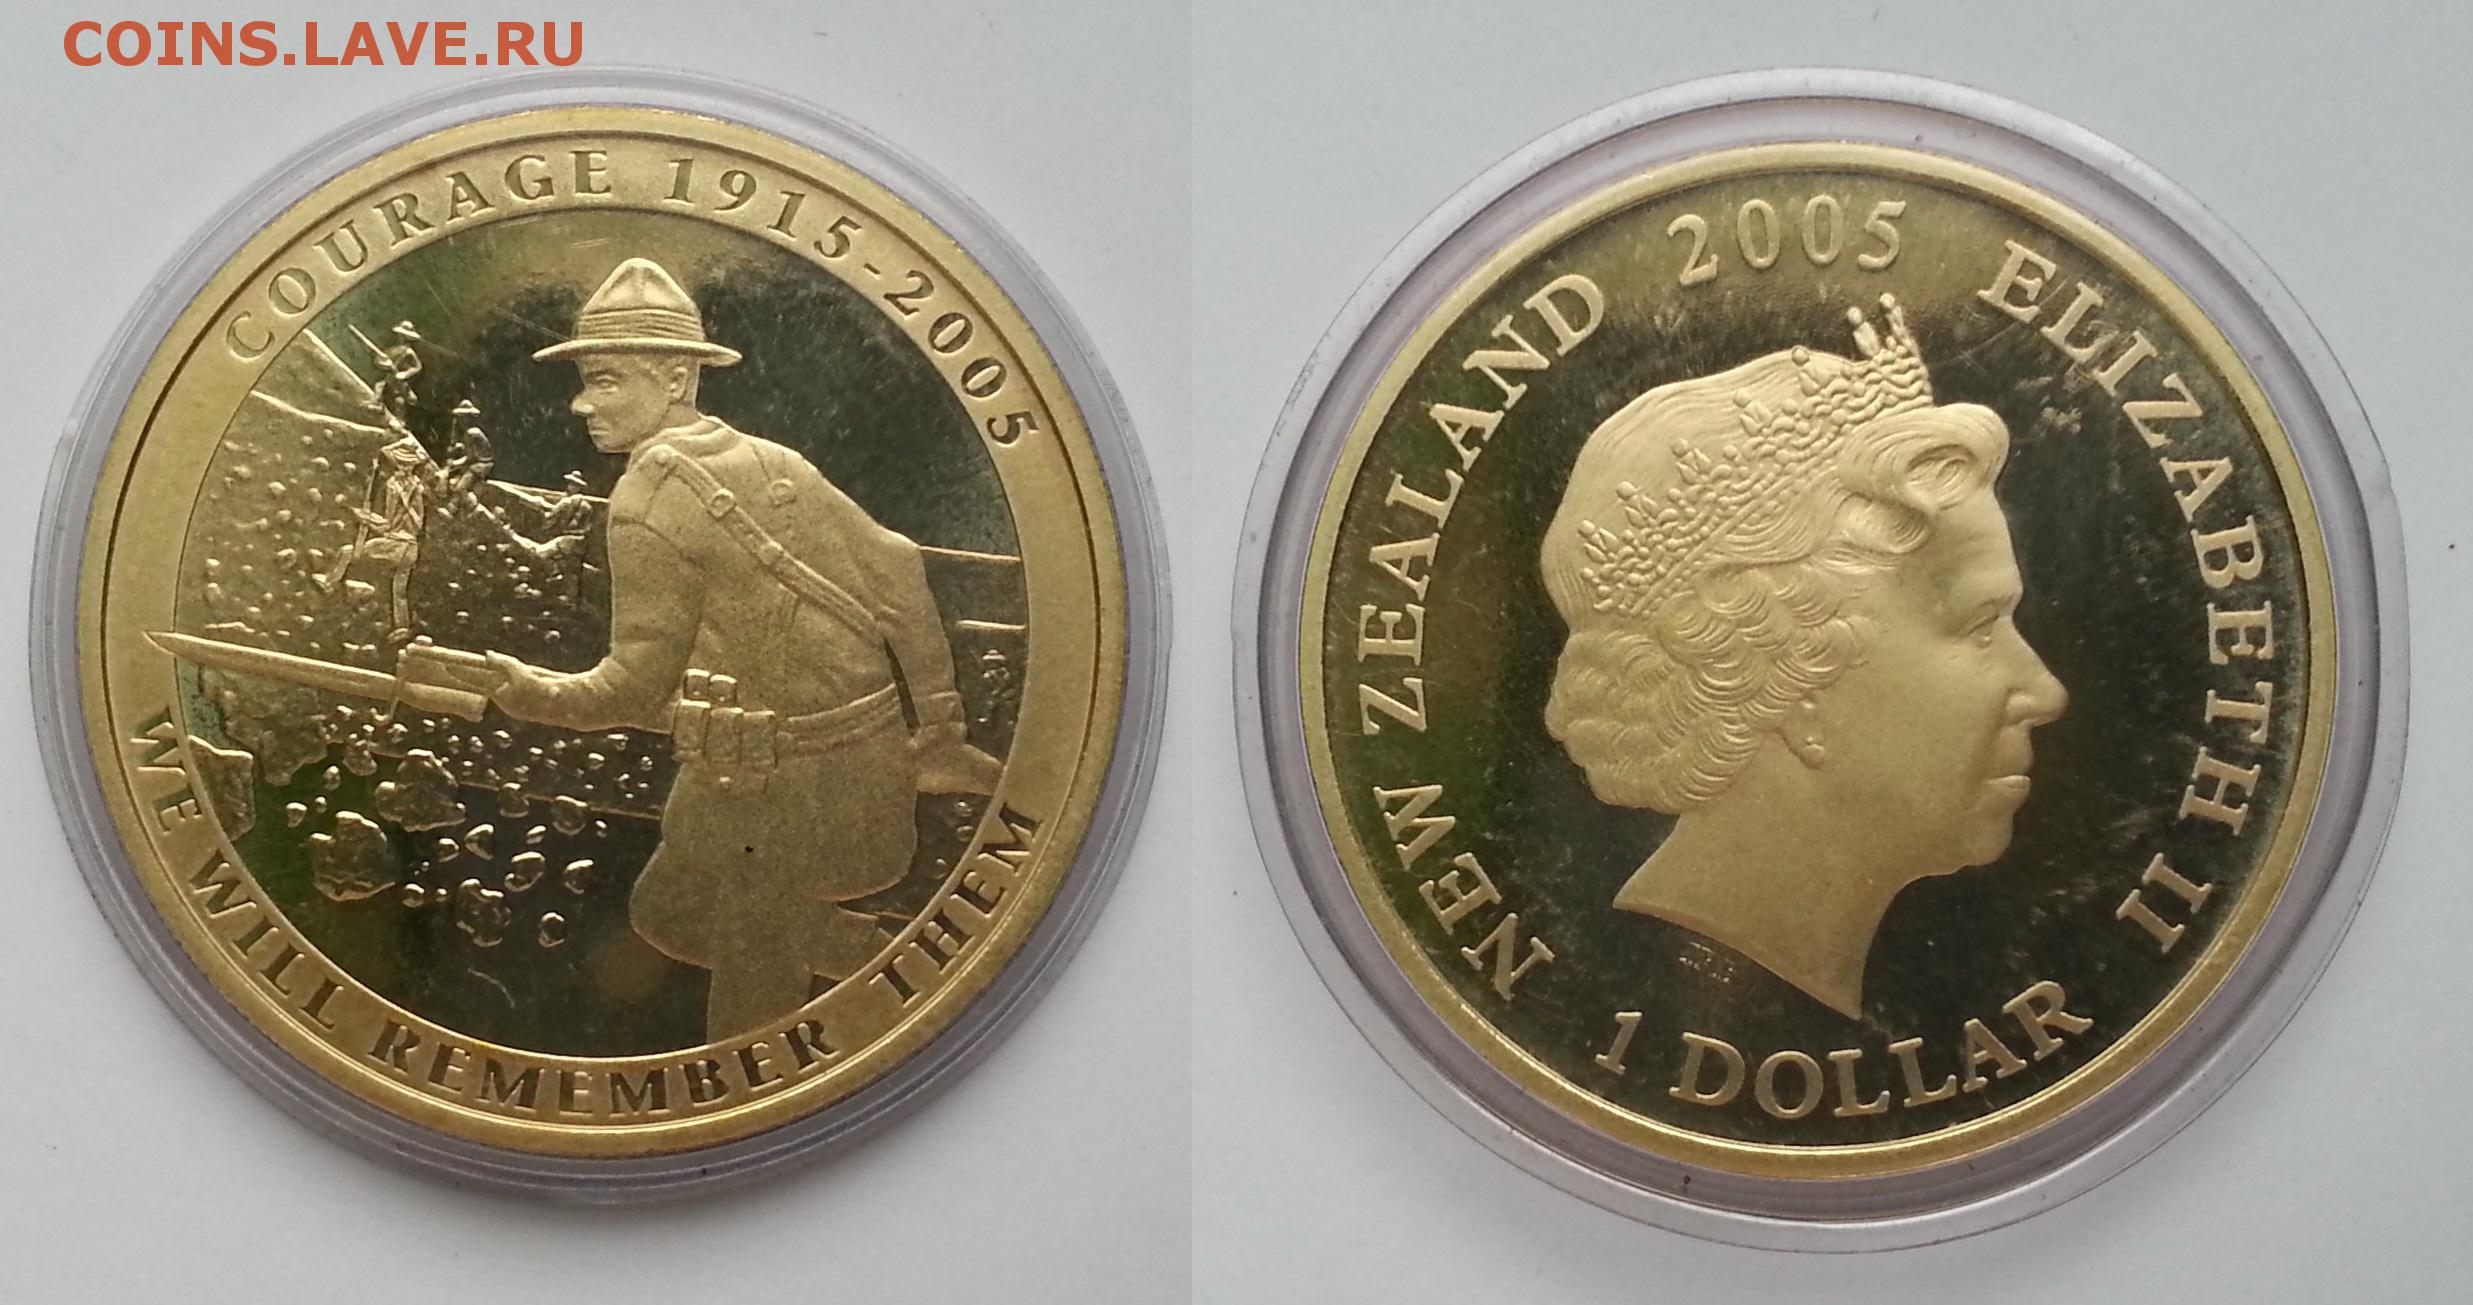 COINS.LAVE.RU
COURAGE 1915-2005
WE WILL REMEMBER THEM
NEW ZEALAND 2005 ELIZABETH II
1 DOLLAR